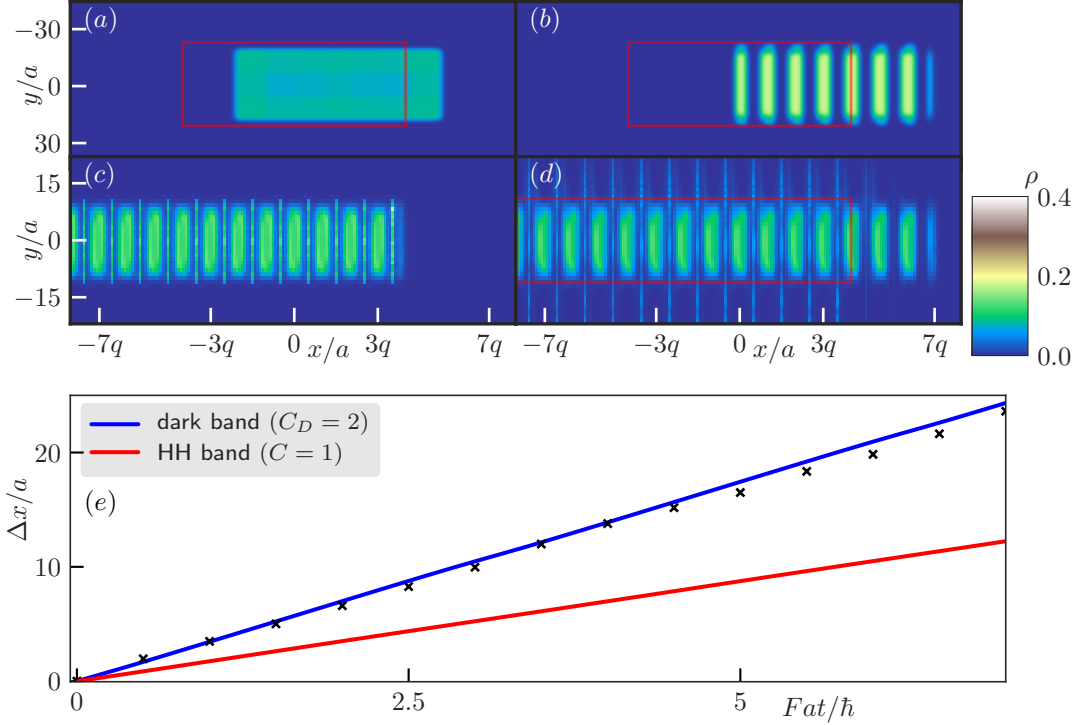 (a) (b)
−30
0
30
y/a
(c) (d)
15
0
−15
y/a
ρ
0.4
0.2
0.0
−7q −3q 0 x/a 3q 7q
−7q −3q 0 x/a 3q 7q
dark band (C_D = 2)
HH band (C = 1)
(e)
20
10
0
Δx/a
0 2.5 5 Fat/ħ